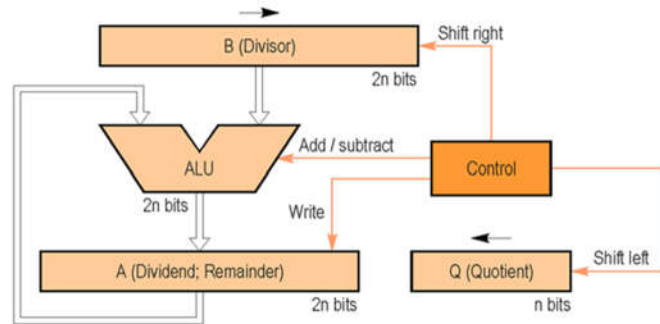 B (Divisor)
Shift right
2n bits
ALU
Add / subtract
Control
2n bits
Write
A (Dividend; Remainder)
Q (Quotient)
Shift left
2n bits
n bits